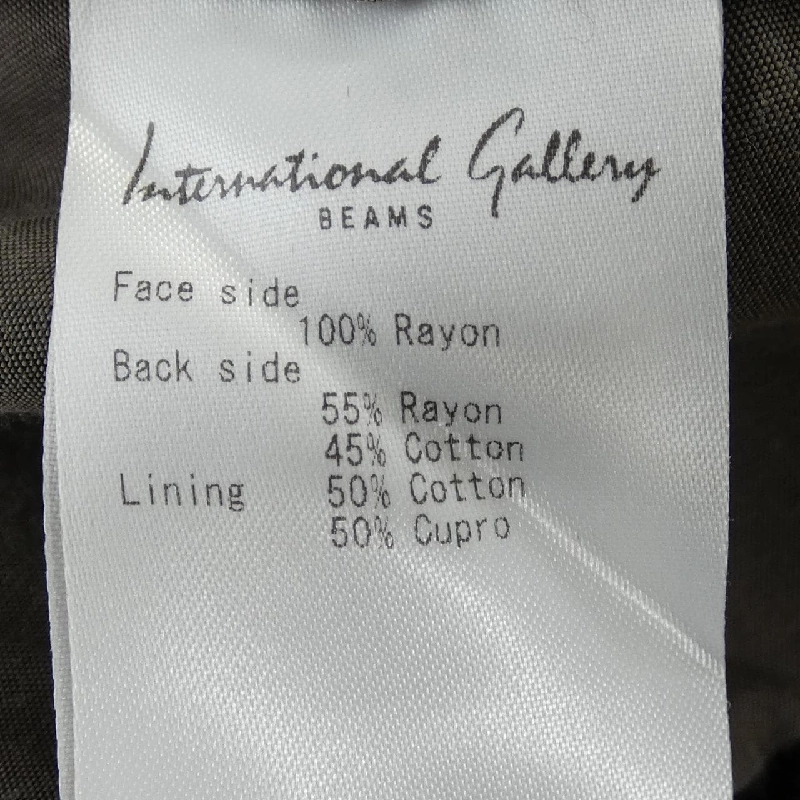 International Gallery
BEAMS
Face side
100% Rayon
Back side
55% Rayon
45% Cotton
Lining 50% Cotton
50% Cupro